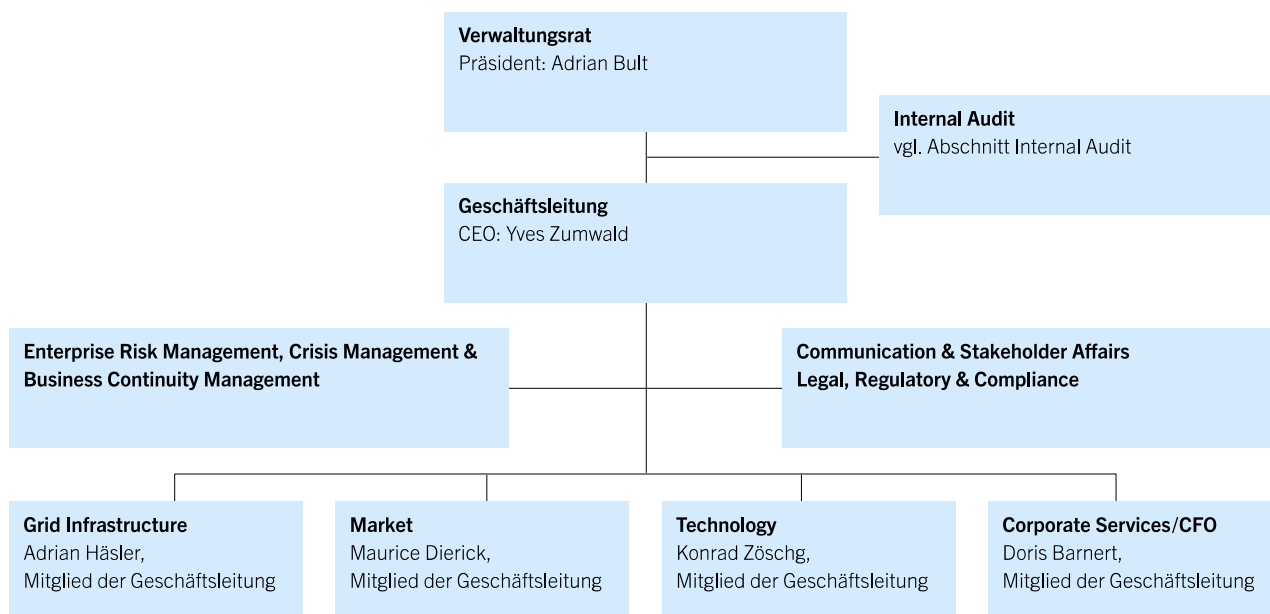 Verwaltungsrat
Präsident: Adrian Bult
Internal Audit
vgl. Abschnitt Internal Audit
Geschäftsleitung
CEO: Yves Zumwald
Enterprise Risk Management, Crisis Management &
Business Continuity Management
Communication & Stakeholder Affairs
Legal, Regulatory & Compliance
Grid Infrastructure
Adrian Häsler,
Mitglied der Geschäftsleitung
Market
Maurice Dierick,
Mitglied der Geschäftsleitung
Technology
Konrad Zöschg,
Mitglied der Geschäftsleitung
Corporate Services/CFO
Doris Barnert,
Mitglied der Geschäftsleitung